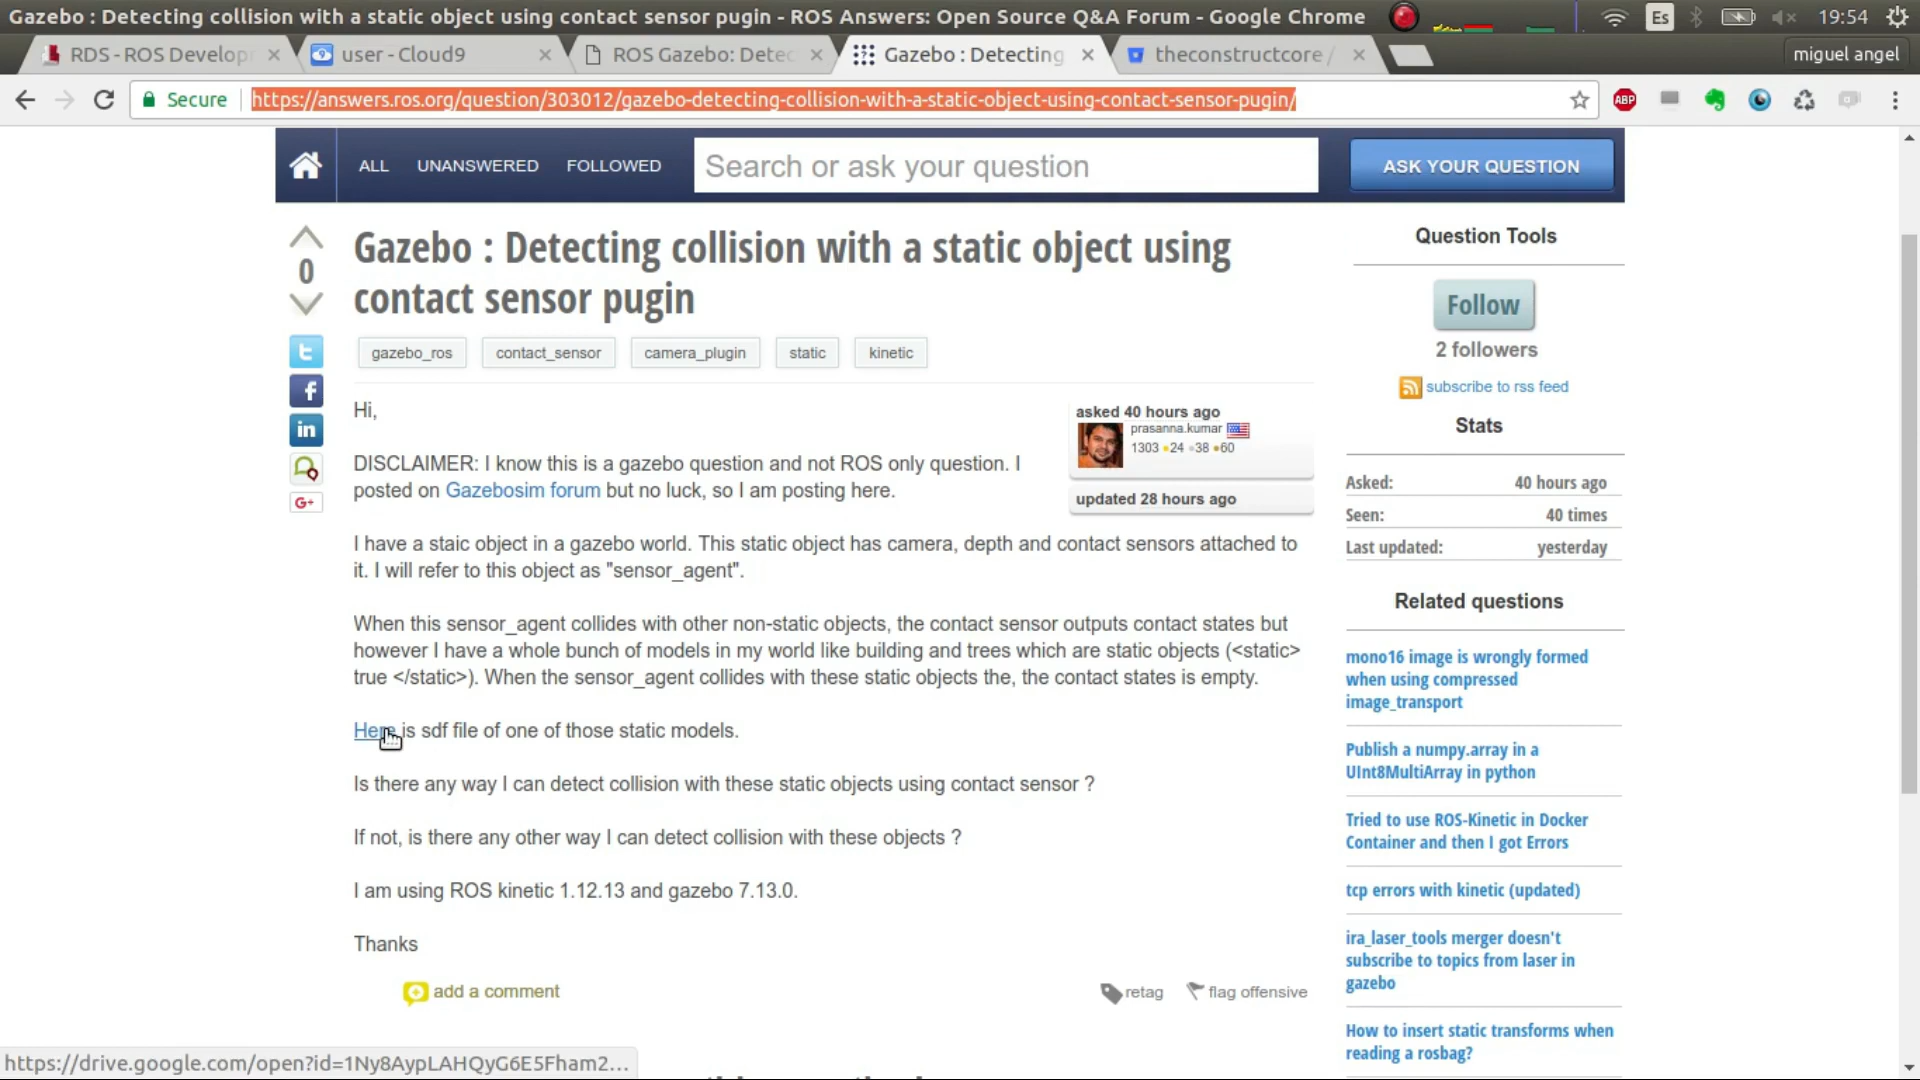 Gazebo : Detecting collision with a static object using contact sensor pugin - ROS Answers: Open Source Q&A Forum - Google Chrome
Es
19:54
RDS - ROS Develop
user - Cloud9
ROS Gazebo: Detec
Gazebo : Detecting
theconstructcore /
miguel angel
Secure
https://answers.ros.org/question/303012/gazebo-detecting-collision-with-a-static-object-using-contact-sensor-pugin/
ABP
ALL
UNANSWERED
FOLLOWED
Search or ask your question
ASK YOUR QUESTION
0
Gazebo : Detecting collision with a static object using
contact sensor pugin
gazebo_ros
contact_sensor
camera_plugin
static
kinetic
Hi,
asked 40 hours ago
prasanna.kumar
1303 24 38 60
updated 28 hours ago
DISCLAIMER: I know this is a gazebo question and not ROS only question. I
posted on Gazebosim forum but no luck, so I am posting here.
I have a staic object in a gazebo world. This static object has camera, depth and contact sensors attached to
it. I will refer to this object as "sensor_agent".
When this sensor_agent collides with other non-static objects, the contact sensor outputs contact states but
however I have a whole bunch of models in my world like building and trees which are static objects (<static>
true </static>). When the sensor_agent collides with these static objects the, the contact states is empty.
Here is sdf file of one of those static models.
Is there any way I can detect collision with these static objects using contact sensor ?
If not, is there any other way I can detect collision with these objects ?
I am using ROS kinetic 1.12.13 and gazebo 7.13.0.
Thanks
add a comment
retag
flag offensive
t
f
in
G+
Question Tools
Follow
2 followers
subscribe to rss feed
Stats
Asked: 40 hours ago
Seen: 40 times
Last updated: yesterday
Related questions
mono16 image is wrongly formed
when using compressed
image_transport
Publish a numpy.array in a
UInt8MultiArray in python
Tried to use ROS-Kinetic in Docker
Container and then I got Errors
tcp errors with kinetic (updated)
ira_laser_tools merger doesn't
subscribe to topics from laser in
gazebo
How to insert static transforms when
reading a rosbag?
https://drive.google.com/open?id=1Ny8AypLAHQyG6E5Fham2...